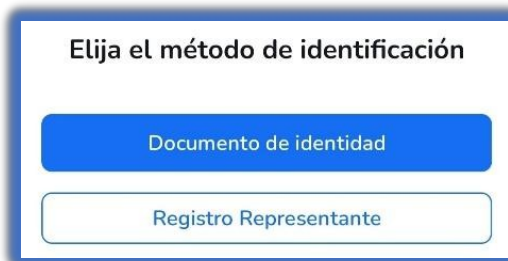 Elija el método de identificación
Documento de identidad
Registro Representante